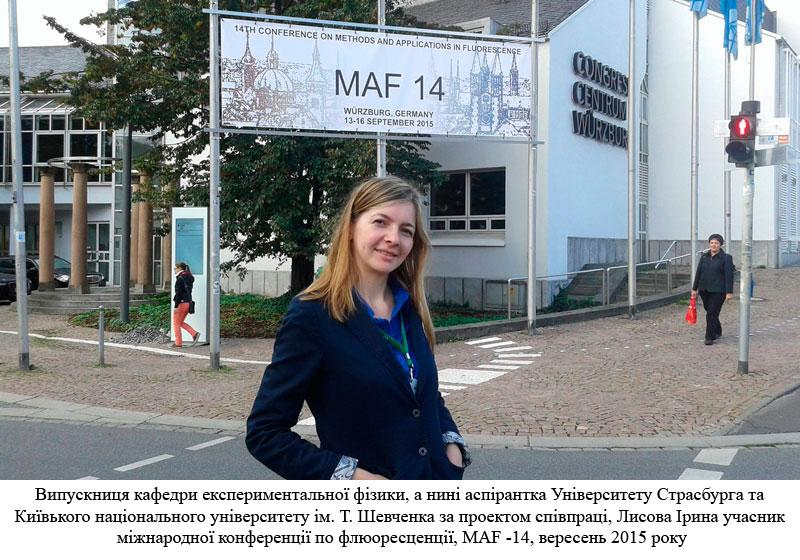 14TH CONFERENCE ON METHODS AND APPLICATIONS IN FLUORESCENCE
MAF 14
WÜRZBURG, GERMANY
13-16 SEPTEMBER 2015
CONGRESS
CENTRUM
WÜRZBURG
Випускниця кафедри експериментальної фізики, а нині аспірантка Університету Страсбурга та
Київького національного університету ім. Т. Шевченка за проектом співпраці, Лисова Ірина учасник
міжнародної конференції по флюоресценції, MAF -14, вересень 2015 року